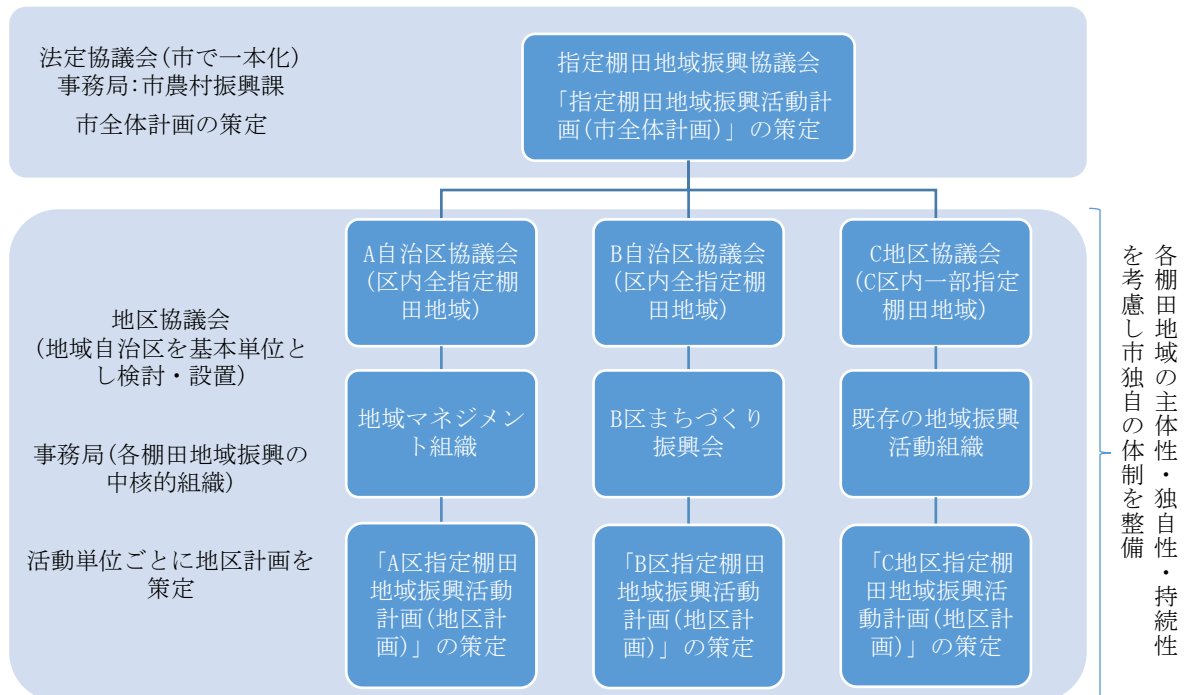 法定協議会(市で一本化)
事務局:市農村振興課
市全体計画の策定
指定棚田地域振興協議会
「指定棚田地域振興活動計
画(市全体計画)」の策定
地区協議会
(地域自治区を基本単位と
し検討・設置)
事務局(各棚田地域振興の
中核的組織)
活動単位ごとに地区計画を
策定
A自治区協議会
(区内全指定棚
田地域)
B自治区協議会
(区内全指定棚
田地域)
C地区協議会
(C区内一部指定
棚田地域)
地域マネジメン
ト組織
B区まちづくり
振興会
既存の地域振興
活動組織
「A区指定棚田
地域振興活動
計画(地区計
画)」の策定
「B区指定棚田
地域振興活動
計画(地区計
画)」の策定
「C地区指定棚
田地域振興活
動計画(地区計
画)」の策定
各棚田地域の主体性・独自性・持続性
を考慮し市独自の体制を整備